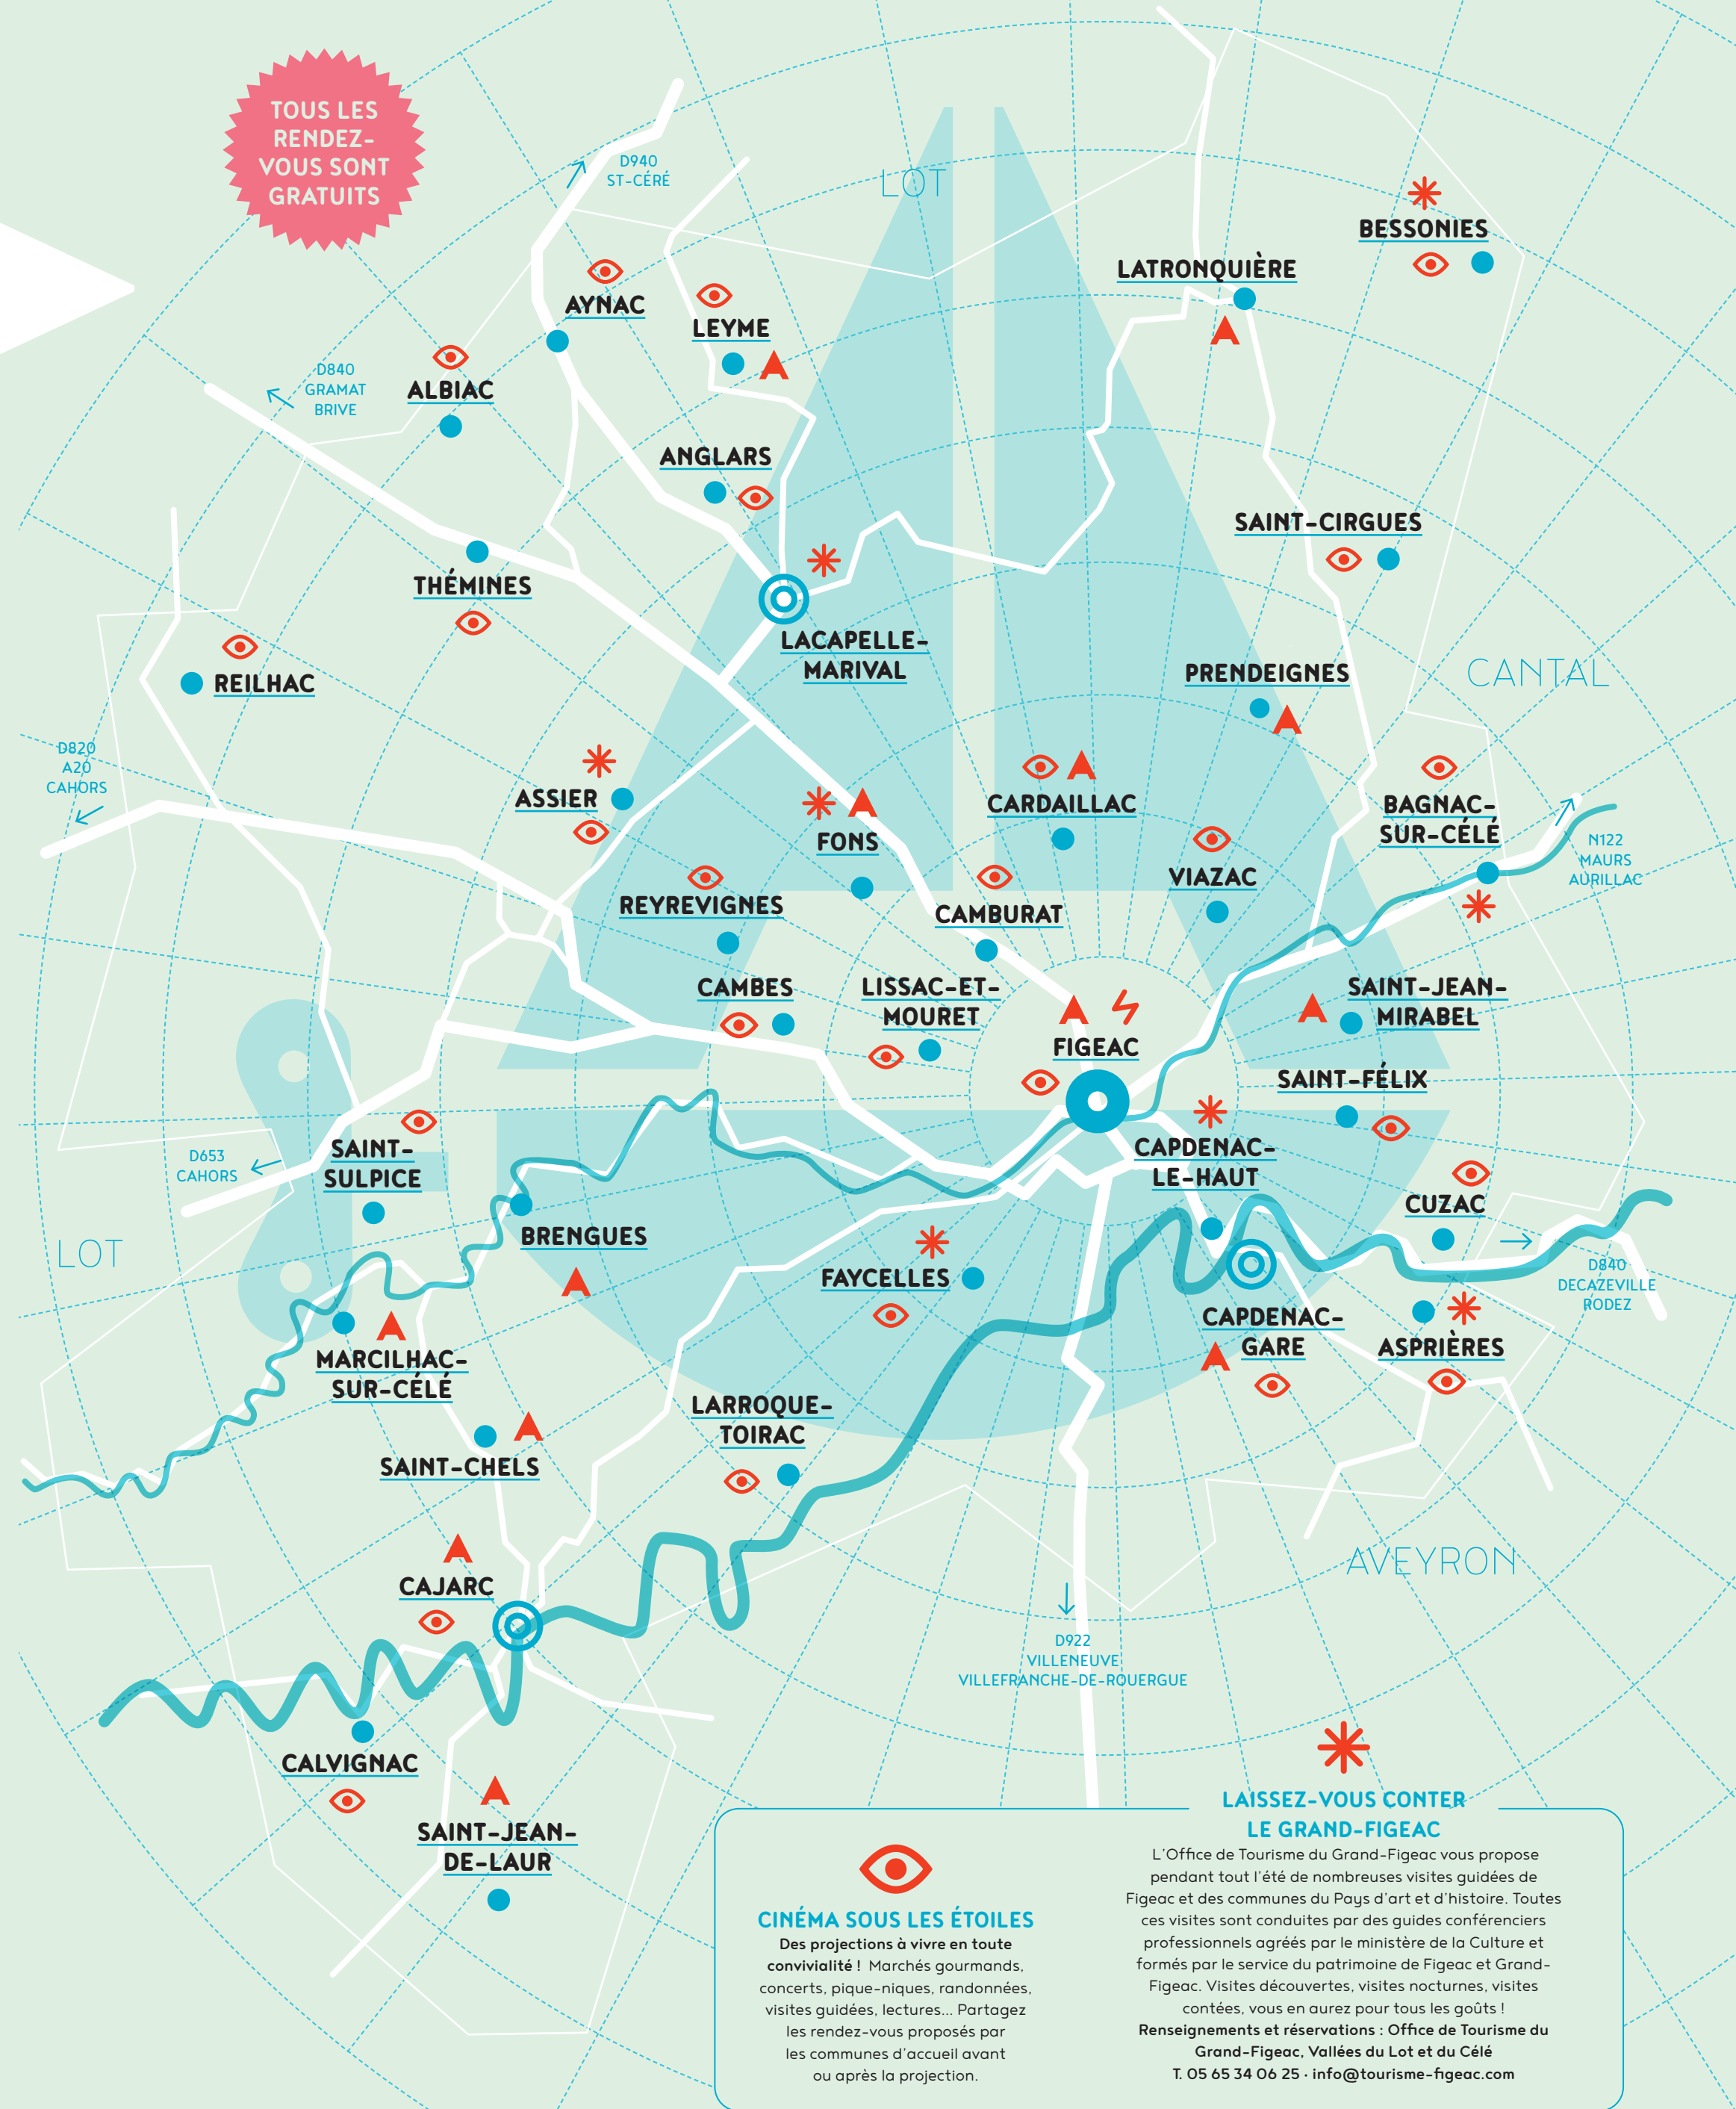 TOUS LES
RENDEZ-
VOUS SONT
GRATUITS
D940
ST-CÉRÉ
LOT
BESSONIES
LATRONQUIÈRE
AYNAC
LEYME
D840
GRAMAT
BRIVE
ALBIAC
ANGLARS
SAINT-CIRGUES
THÉMINES
LACAPELLE-
MARIVAL
PRENDEIGNES
CANTAL
REILHAC
D820
A20
CAHORS
ASSIER
FONS
CARDAILLAC
BAGNAC-
SUR-CÉLÉ
N122
MAURS
AURILLAC
VIAZAC
REYREVIGNES
CAMBURAT
CAMBES
LISSAC-ET-
MOURET
SAINT-JEAN-
MIRABEL
FIGEAC
SAINT-FÉLIX
D653
CAHORS
SAINT-
SULPICE
CAPDENAC-
LE-HAUT
CUZAC
LOT
BRENGUES
FAYCELLES
D840
DECAZEVILLE
RODEZ
CAPDENAC-
GARE
ASPRIÈRES
MARCILHAC-
SUR-CÉLÉ
LARROQUE-
TOIRAC
SAINT-CHELS
AVEYRON
CAJARC
D922
VILLENEUVE
VILLEFRANCHE-DE-ROUERGUE
CALVIGNAC
SAINT-JEAN-
DE-LAUR
CINÉMA SOUS LES ÉTOILES
Des projections à vivre en toute
convivialité ! Marchés gourmands,
concerts, pique-niques, randonnées,
visites guidées, lectures... Partagez
les rendez-vous proposés par
les communes d'accueil avant
ou après la projection.
LAISSEZ-VOUS CONTER
LE GRAND-FIGEAC
L'Office de Tourisme du Grand-Figeac vous propose
pendant tout l'été de nombreuses visites guidées de
Figeac et des communes du Pays d'art et d'histoire. Toutes
ces visites sont conduites par des guides conférenciers
professionnels agréés par le ministère de la Culture et
formés par le service du patrimoine de Figeac et Grand-
Figeac. Visites découvertes, visites nocturnes, visites
contées, vous en aurez pour tous les goûts !
Renseignements et réservations : Office de Tourisme du
Grand-Figeac, Vallées du Lot et du Célé
T. 05 65 34 06 25 · info@tourisme-figeac.com